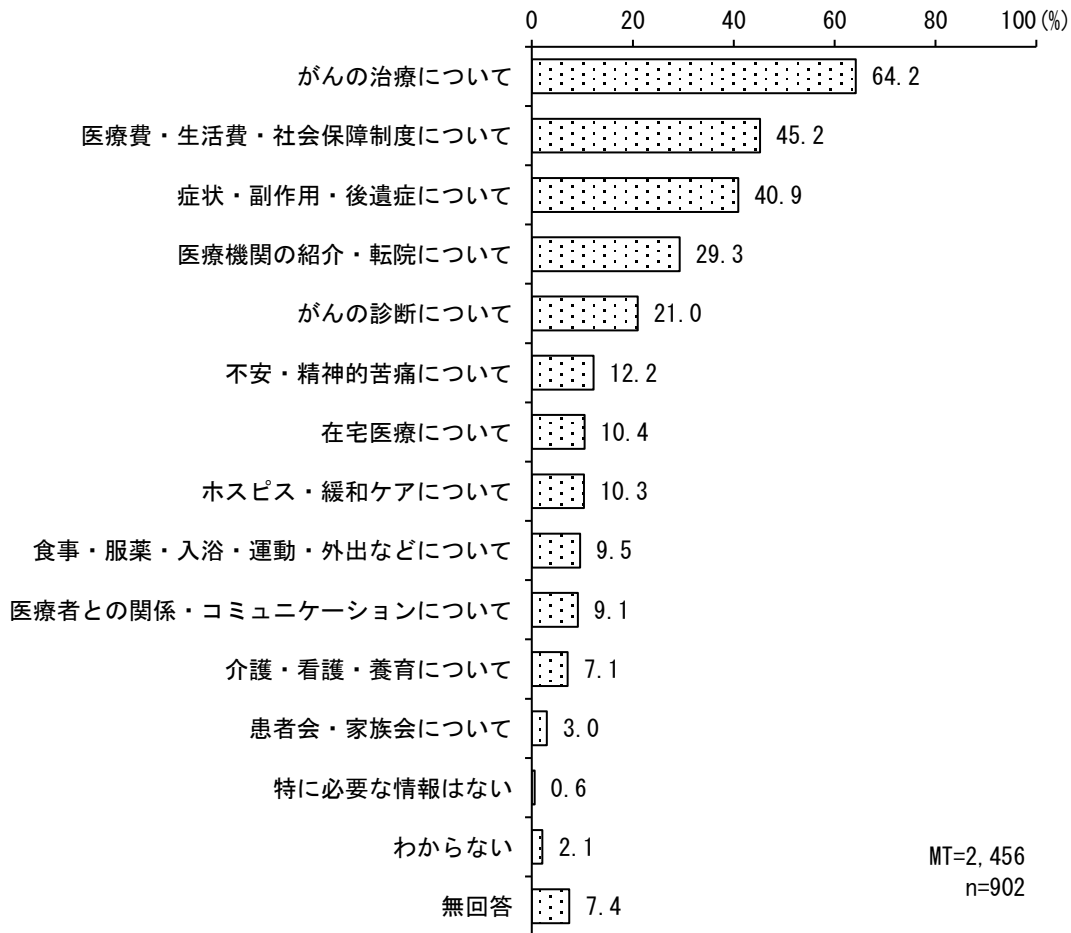 0 20 40 60 80 100(%)
がんの治療について 64.2
医療費・生活費・社会保障制度について 45.2
症状・副作用・後遺症について 40.9
医療機関の紹介・転院について 29.3
がんの診断について 21.0
不安・精神的苦痛について 12.2
在宅医療について 10.4
ホスピス・緩和ケアについて 10.3
食事・服薬・入浴・運動・外出などについて 9.5
医療者との関係・コミュニケーションについて 9.1
介護・看護・養育について 7.1
患者会・家族会について 3.0
特に必要な情報はない 0.6
わからない 2.1
無回答 7.4
MT=2,456
n=902